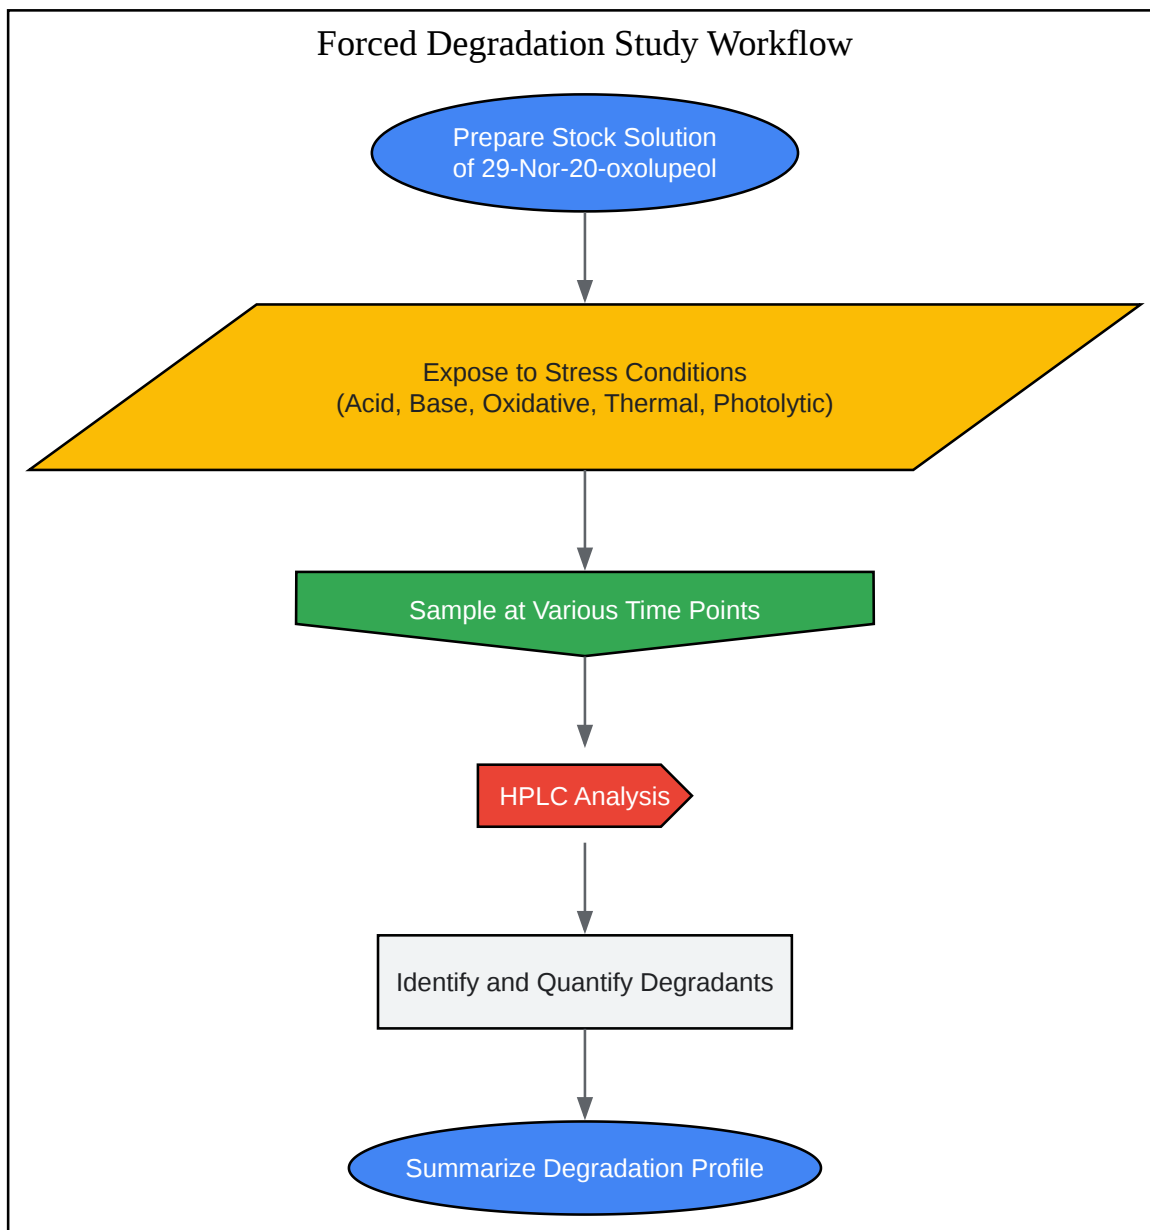 Forced Degradation Study Workflow
Prepare Stock Solution
of 29-Nor-20-oxolupeol
Expose to Stress Conditions
(Acid, Base, Oxidative, Thermal, Photolytic)
Sample at Various Time Points
HPLC Analysis
Identify and Quantify Degradants
Summarize Degradation Profile